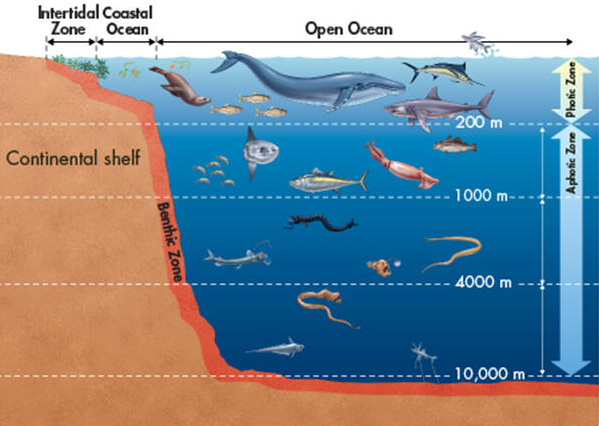 Intertidal Coastal
Zone Ocean
Open Ocean
Photic Zone
200 m
Aphotic Zone
Continental shelf
1000 m
Benthic Zone
4000 m
10,000 m